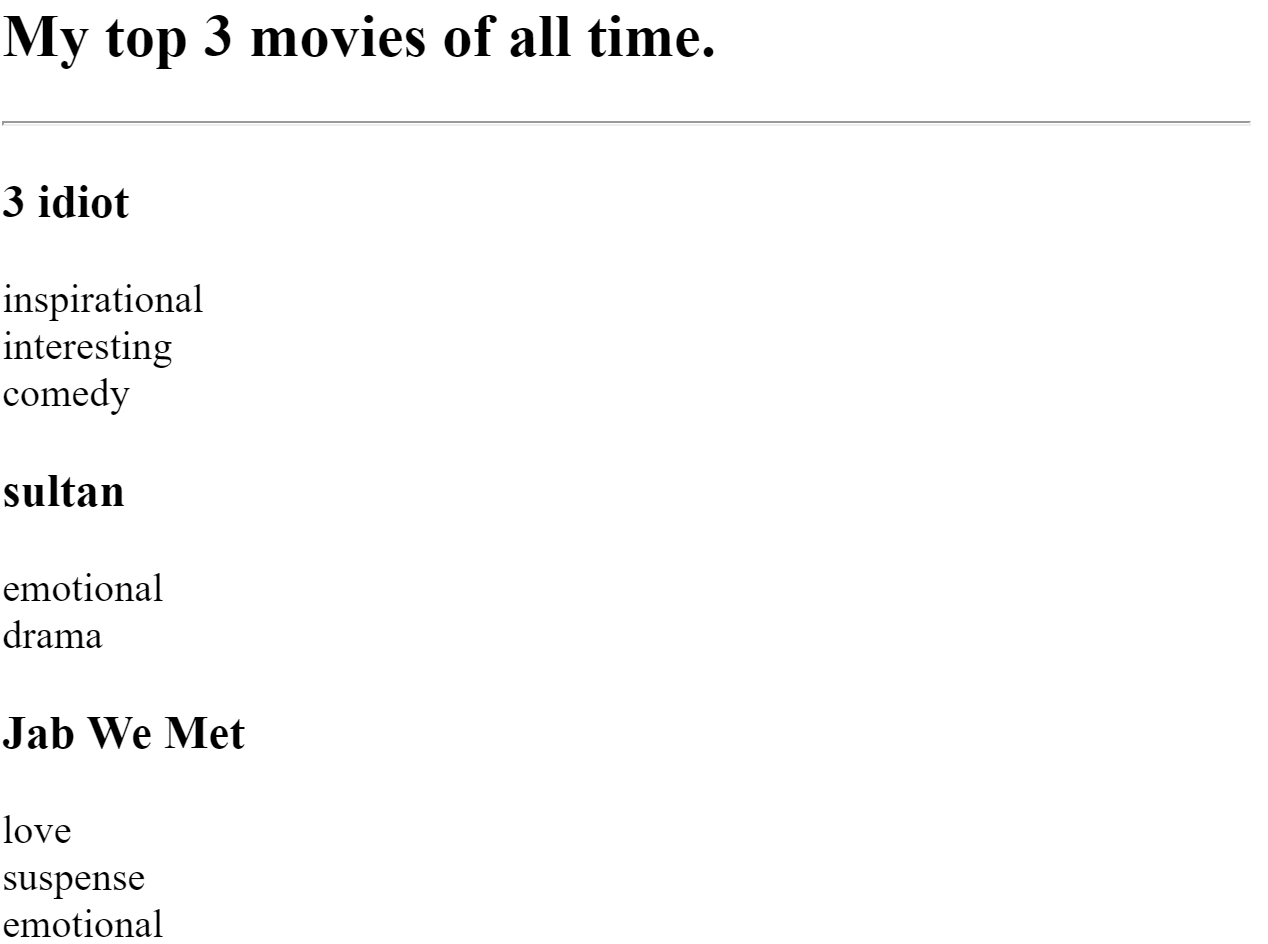 My top 3 movies of all time.
3 idiot
inspirational
interesting
comedy
sultan
emotional
drama
Jab We Met
love
suspense
emotional